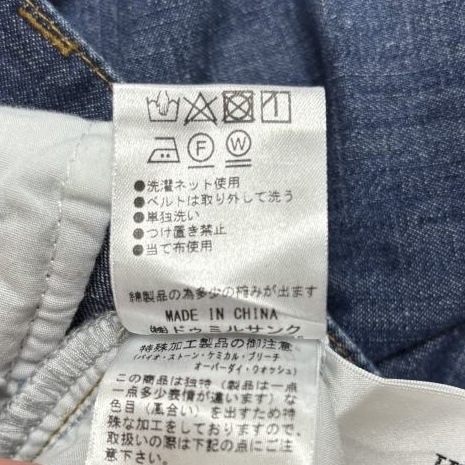 F W
●洗濯ネット使用
●ベルトは取り外して洗う
●単独洗い
●つけ置き禁止
●当て布使用
綿製品の為多少の縮みが出ます
MADE IN CHINA
㈱ドゥミルサンク
特殊加工製品の御注意
(バイオ・ストーン・ケミカル・ブリーチ
オーバーダイ・ウォッシュ)
この商品は独特(製品は一点
一点多少表情が違います)な
色目(風合い)を出すため特
殊な加工をしておりますので、
取扱いの際は下記の点にご注
意下さい。